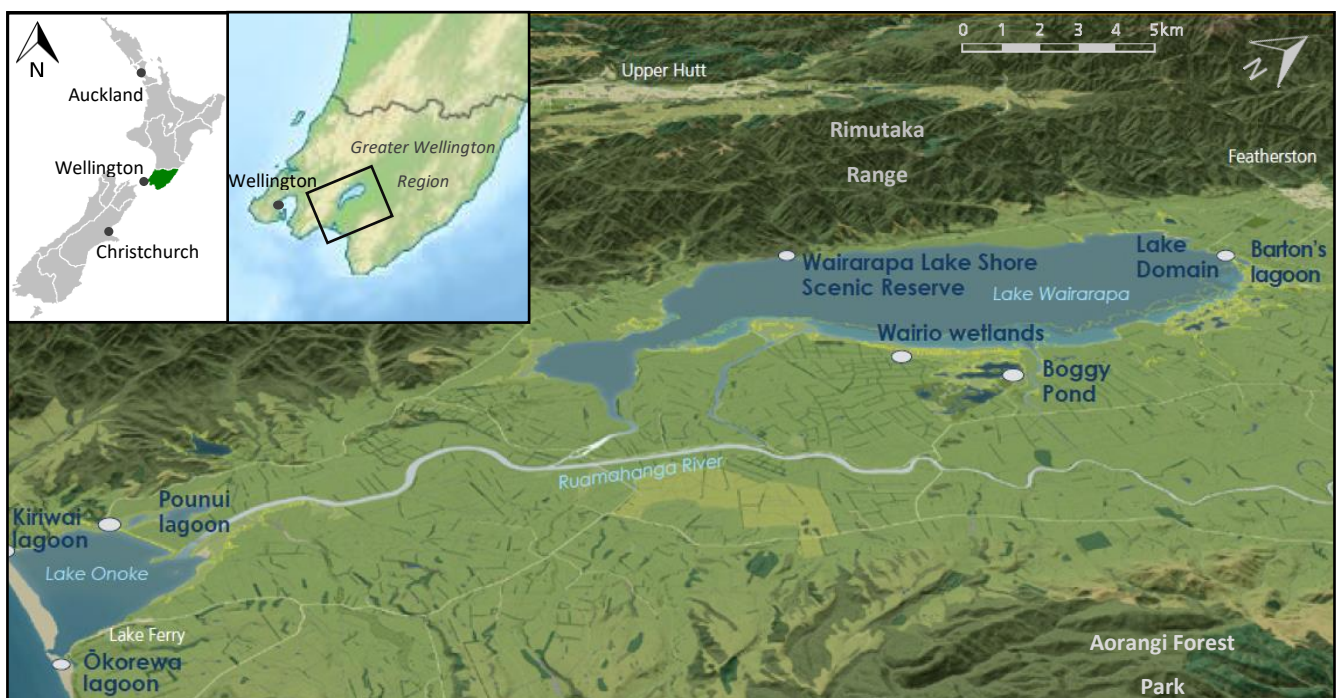 N
Auckland
Wellington
Christchurch
Greater Wellington
Region
Wellington
0 1 2 3 4 5km
N
Upper Hutt
Rimutaka
Range
Featherston
Wairarapa Lake Shore
Scenic Reserve
Lake
Domain
Barton's
lagoon
Lake Wairarapa
Wairio wetlands
Boggy
Pond
Ruamahanga River
Pounui
lagoon
Kiriwai
lagoon
Lake Onoke
Lake Ferry
Ōkorewa
lagoon
Aorangi Forest
Park